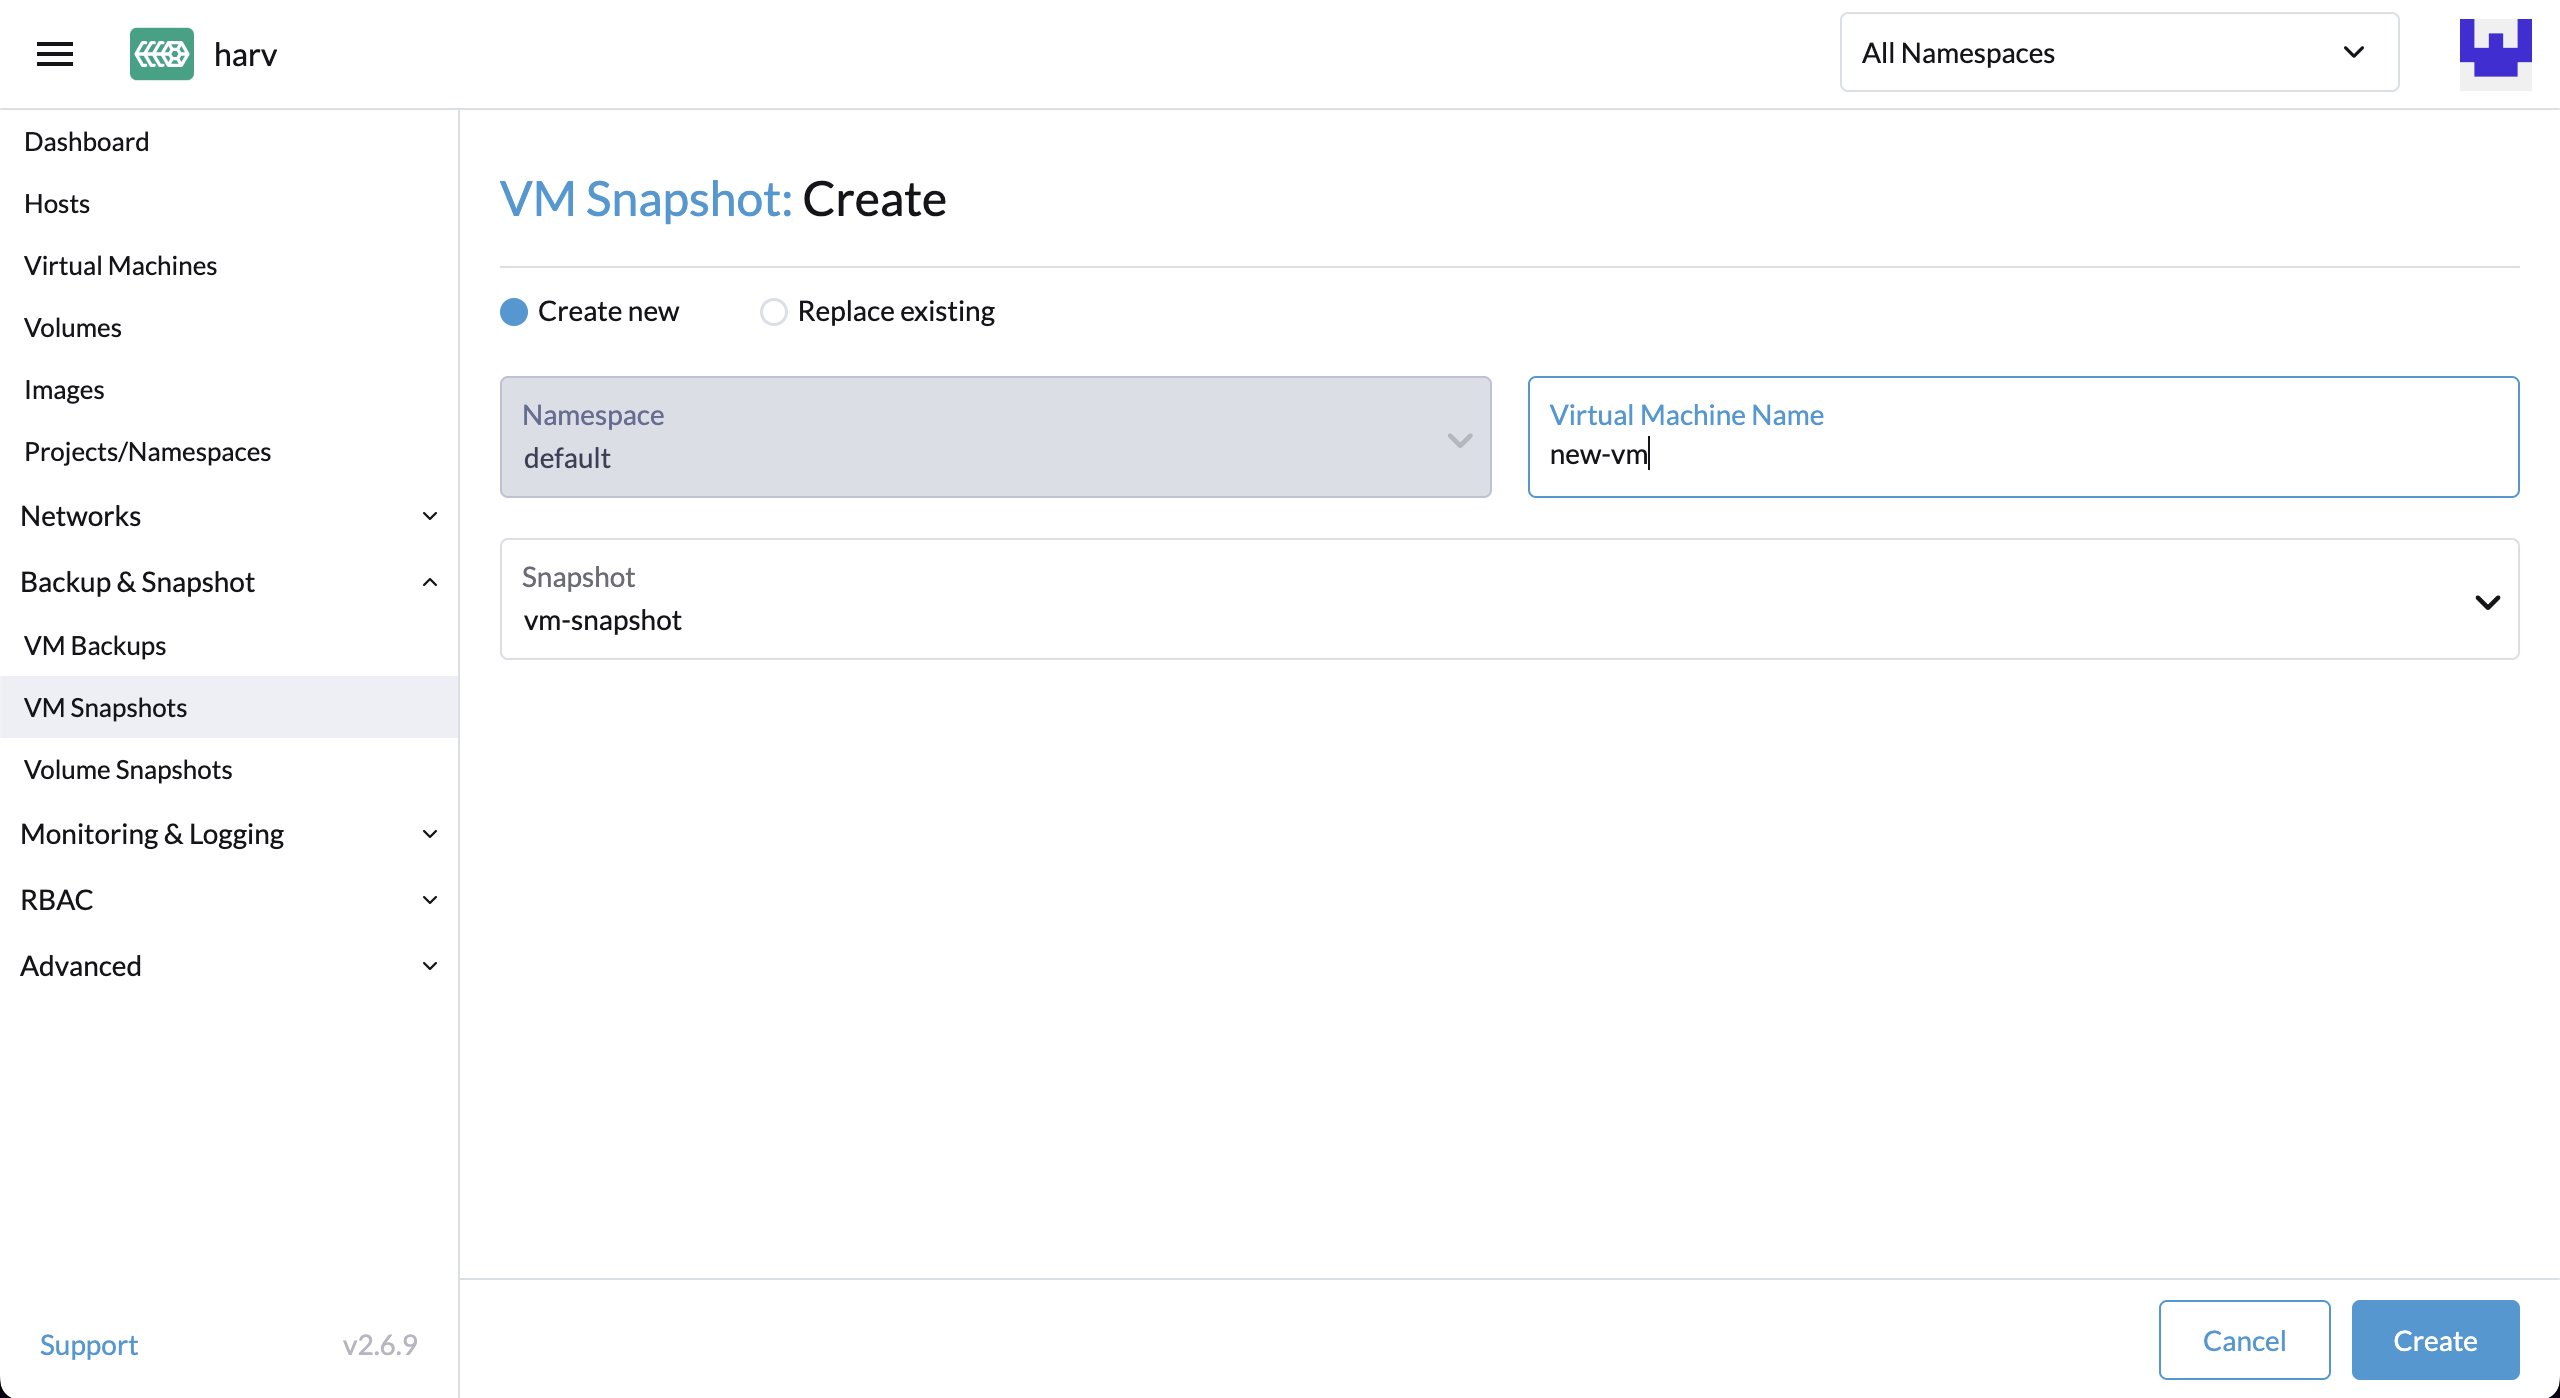 harv
All Namespaces
Dashboard
Hosts
Virtual Machines
Volumes
Images
Projects/Namespaces
Networks
Backup & Snapshot
VM Backups
VM Snapshots
Volume Snapshots
Monitoring & Logging
RBAC
Advanced
Support v2.6.9
VM Snapshot: Create
Create new Replace existing
Namespace
default
Virtual Machine Name
new-vm
Snapshot
vm-snapshot
Cancel Create